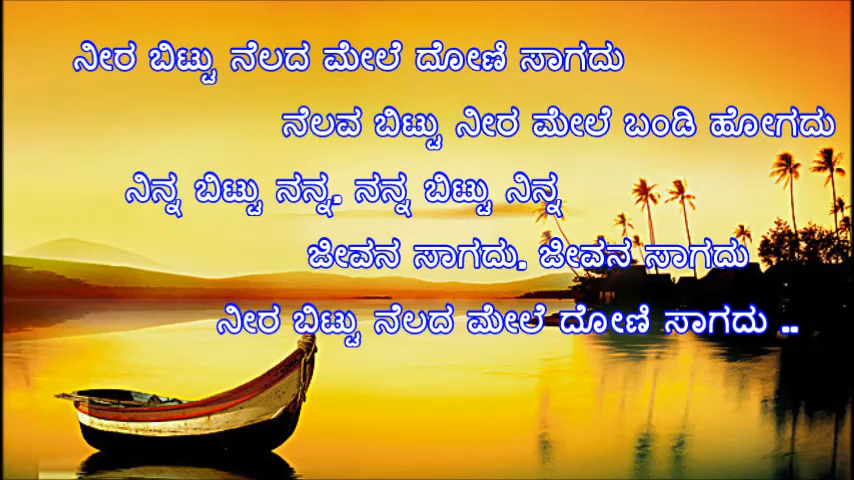 ನೀರ ಬಿಟ್ಟು ನೆಲದ ಮೇಲೆ ದೋಣಿ ಸಾಗದು
ನೆಲವ ಬಿಟ್ಟು ನೀರ ಮೇಲೆ ಬಂಡಿ ಹೋಗದು
ನಿನ್ನ ಬಿಟ್ಟು ನನ್ನ. ನನ್ನ ಬಿಟ್ಟು ನಿನ್ನ
ಜೀವನ ಸಾಗದು. ಜೀವನ ಸಾಗದು
ನೀರ ಬಿಟ್ಟು ನೆಲದ ಮೇಲೆ ದೋಣಿ ಸಾಗದು ..